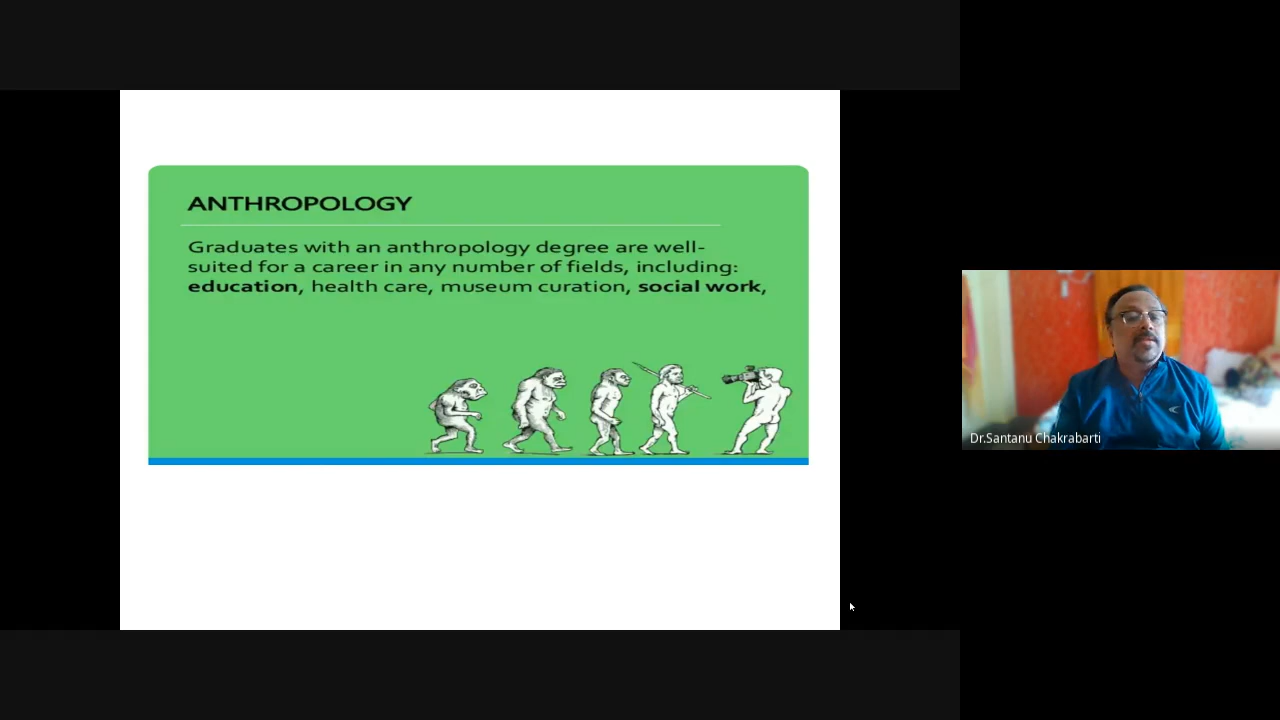 ANTHROPOLOGY
Graduates with an anthropology degree are well-
suited for a career in any number of fields, including:
education, health care, museum curation, social work,
Dr.Santanu Chakrabarti